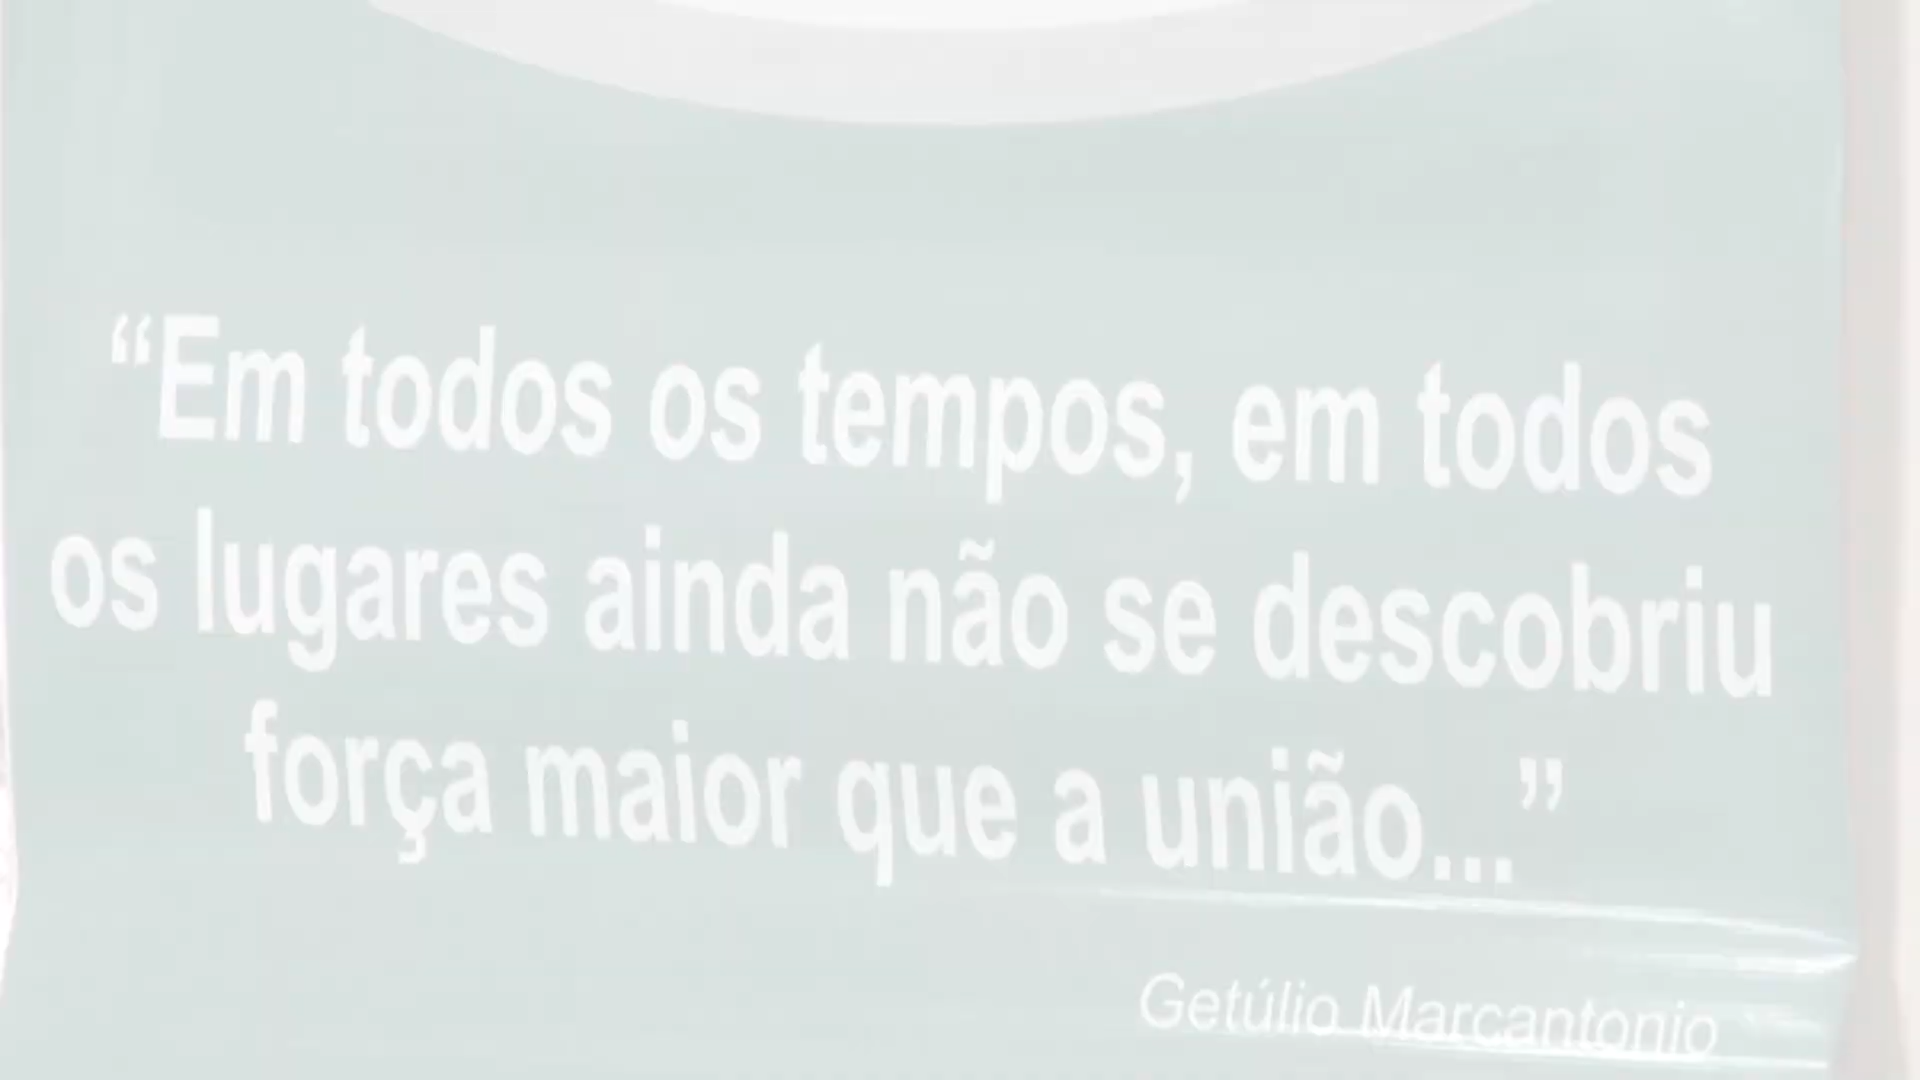 “Em todos os tempos, em todos
os lugares ainda não se descobriu
força maior que a união...”
Getúlio Marcantonio